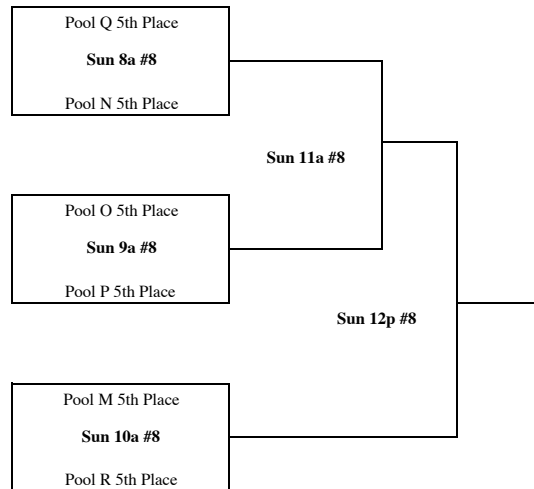 Pool Q 5th Place
Sun 8a #8
Pool N 5th Place
Sun 11a #8
Pool O 5th Place
Sun 9a #8
Pool P 5th Place
Sun 12p #8
Pool M 5th Place
Sun 10a #8
Pool R 5th Place